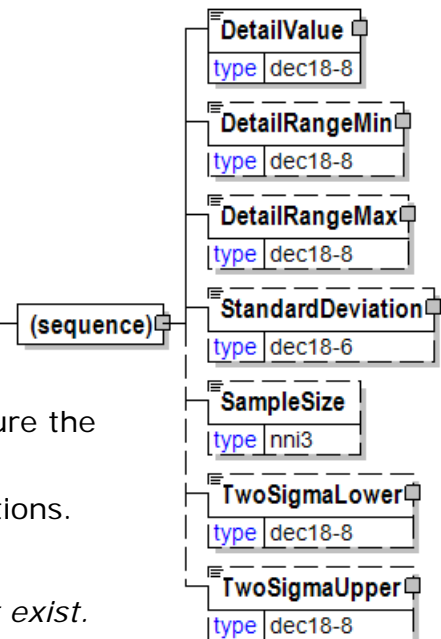 DetailValue
type dec18-8
DetailRangeMin
type dec18-8
DetailRangeMax
type dec18-8
(sequence)
StandardDeviation
type dec18-6
SampleSize
type nni3
ure the
TwoSigmaLower
type dec18-8
tions.
TwoSigmaUpper
type dec18-8
exist.